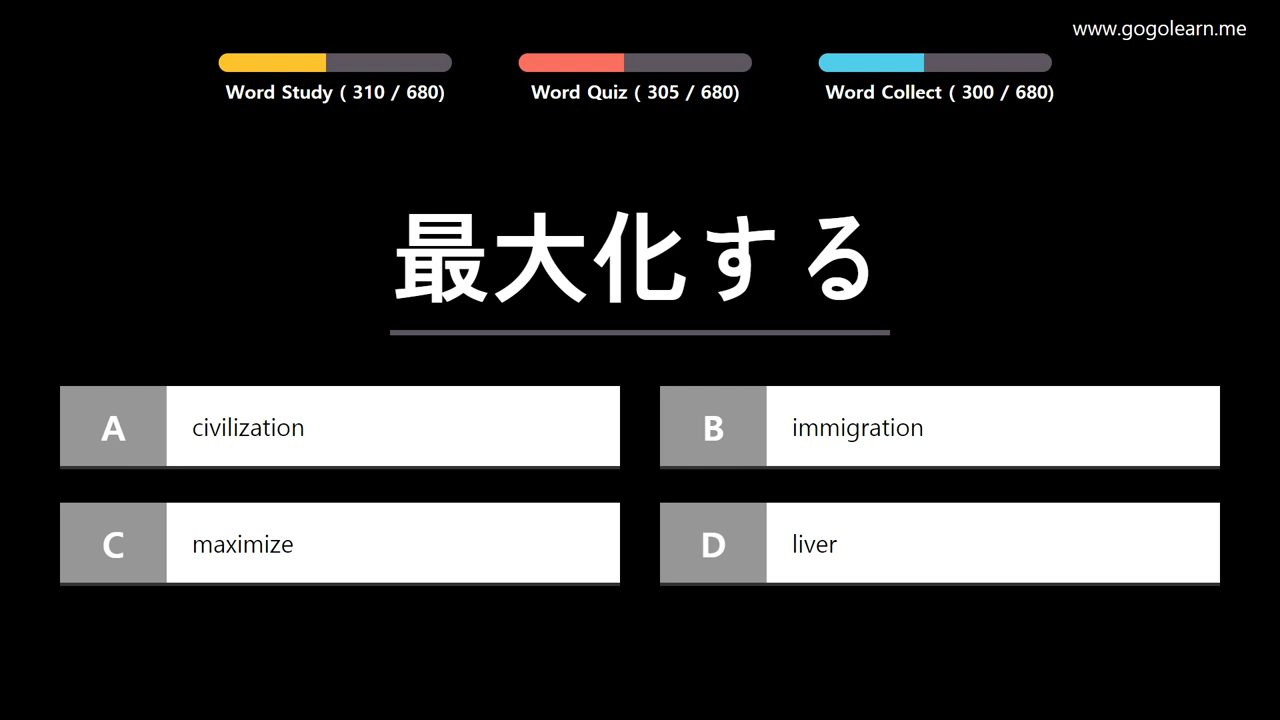 www.gogolearn.me
Word Study ( 310 / 680)
Word Quiz ( 305 / 680)
Word Collect ( 300 / 680)
最大化する
A civilization
B immigration
C maximize
D liver